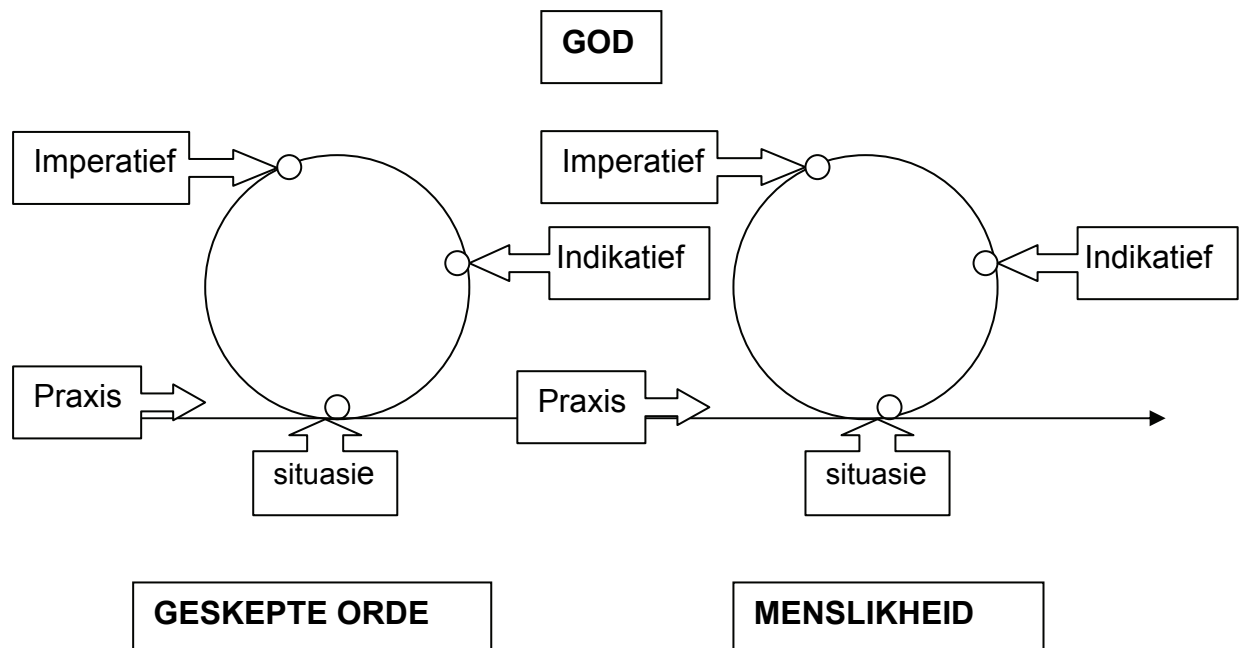 GOD
Imperatief
Imperatief
Indikatief
Indikatief
Praxis
Praxis
situasie
situasie
GESKEPTE ORDE
MENSLIKHEID